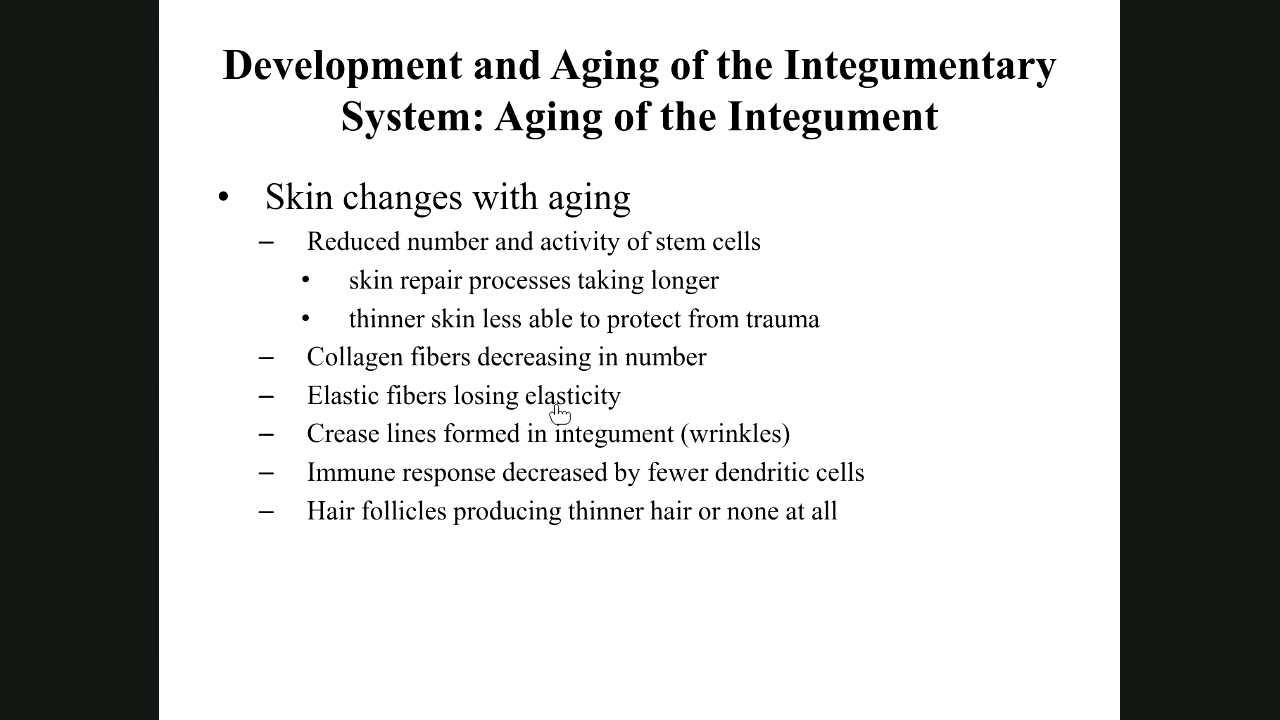 Development and Aging of the Integumentary
System: Aging of the Integument
• Skin changes with aging
– Reduced number and activity of stem cells
• skin repair processes taking longer
• thinner skin less able to protect from trauma
– Collagen fibers decreasing in number
– Elastic fibers losing elasticity
– Crease lines formed in integument (wrinkles)
– Immune response decreased by fewer dendritic cells
– Hair follicles producing thinner hair or none at all